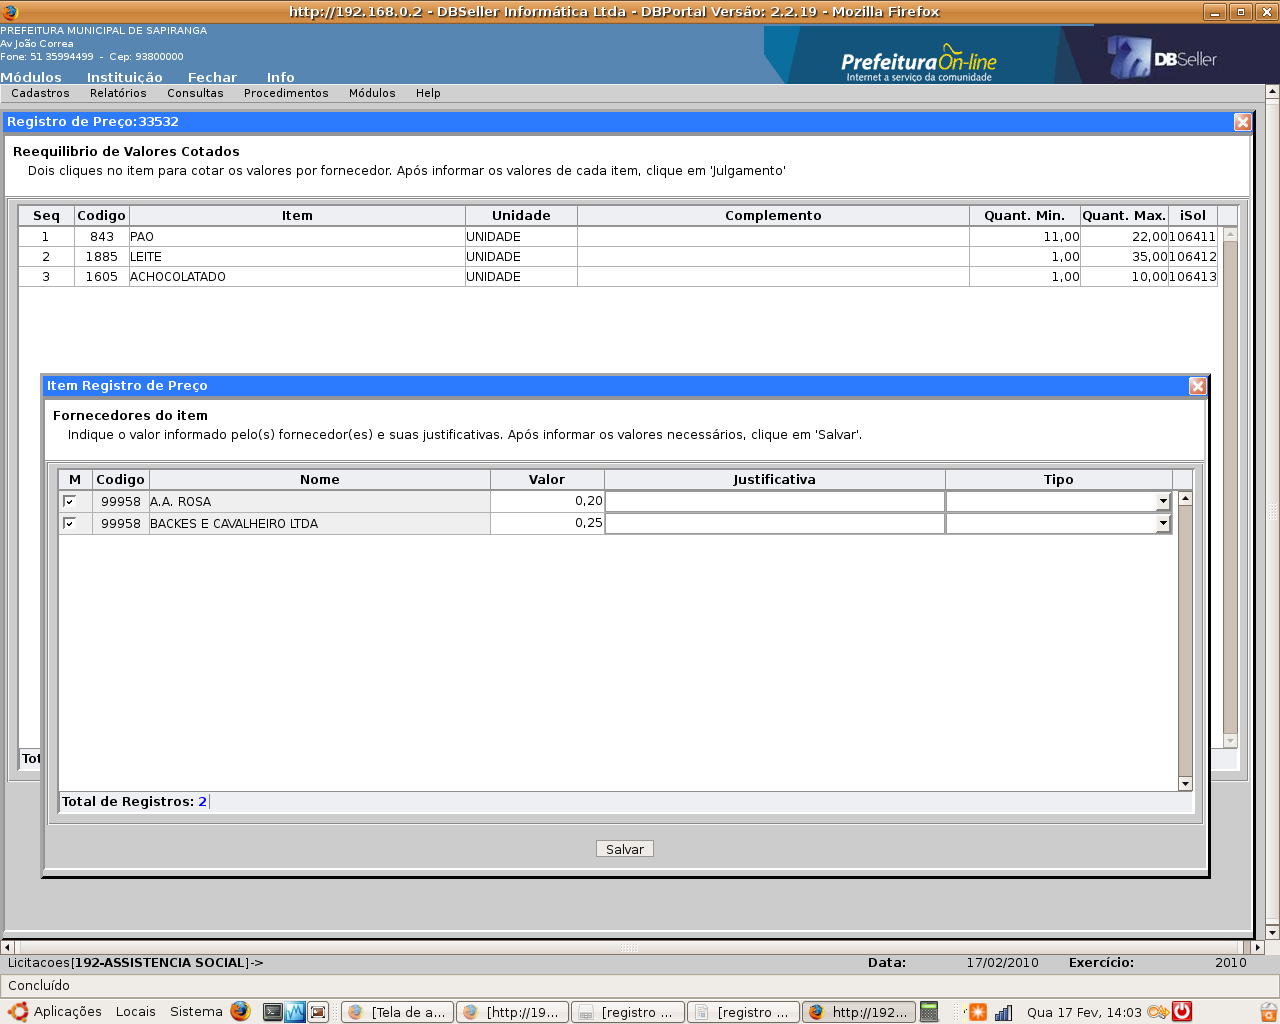 http://192.168.0.2 - DBSeller Informática Ltda - DBPortal Versão: 2.2.19 - Mozilla Firefox
PREFEITURA MUNICIPAL DE SAPIRANGA
Av João Correa
Fone: 51 35994499 - Cep: 93800000
PrefeituraOn-line
Internet a serviço da comunidade
DBSeller
Módulos Instituição Fechar Info
Cadastros Relatórios Consultas Procedimentos Módulos Help
Registro de Preço:33532
Reequilibrio de Valores Cotados
Dois cliques no item para cotar os valores por fornecedor. Após informar os valores de cada item, clique em 'Julgamento'
Seq Codigo Item Unidade Complemento Quant. Min. Quant. Max. iSol
1 843 PAO UNIDADE 11,00 22,00 106411
2 1885 LEITE UNIDADE 1,00 35,00 106412
3 1605 ACHOCOLATADO UNIDADE 1,00 10,00 106413
Item Registro de Preço
Fornecedores do item
Indique o valor informado pelo(s) fornecedor(es) e suas justificativas. Após informar os valores necessários, clique em 'Salvar'.
M Codigo Nome Valor Justificativa Tipo
99958 A.A. ROSA 0,20
99958 BACKES E CAVALHEIRO LTDA 0,25
Tot
Total de Registros: 2
Salvar
Licitacoes[192-ASSISTENCIA SOCIAL]-> Data: 17/02/2010 Exercício: 2010
Concluído
Aplicações Locais Sistema [Tela de a... [http://19... [registro ... [registro ... http://192... Qua 17 Fev, 14:03